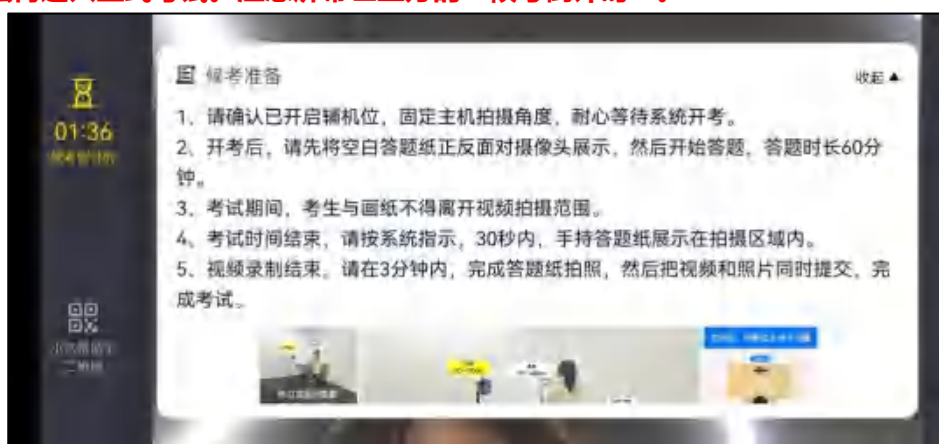 候考准备
收起▲
01:36
1、请确认已开启辅机位，固定主机拍摄角度，耐心等待系统开考。
2、开考后，请先将空白答题纸正反面对摄像头展示，然后开始答题，答题时长60分
钟。
3、考试期间，考生与画纸不得离开视频拍摄范围。
4、考试时间结束，请按系统指示，30秒内，手持答题纸展示在拍摄区域内。
5、视频录制结束，请在3分钟内，完成答题纸拍照，然后把视频和照片同时提交，完
成考试。